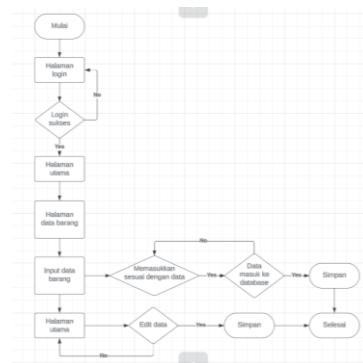 Mulai
Halaman
login
No
Login
sukses
Yes
Halaman
utama
Halaman
data barang
No
Input data
barang
Memasukkan
sesuai dengan data
Yes
Data
masuk ke
database
Yes
Simpan
Halaman
utama
Edit data
Yes
Simpan
Selesai
No